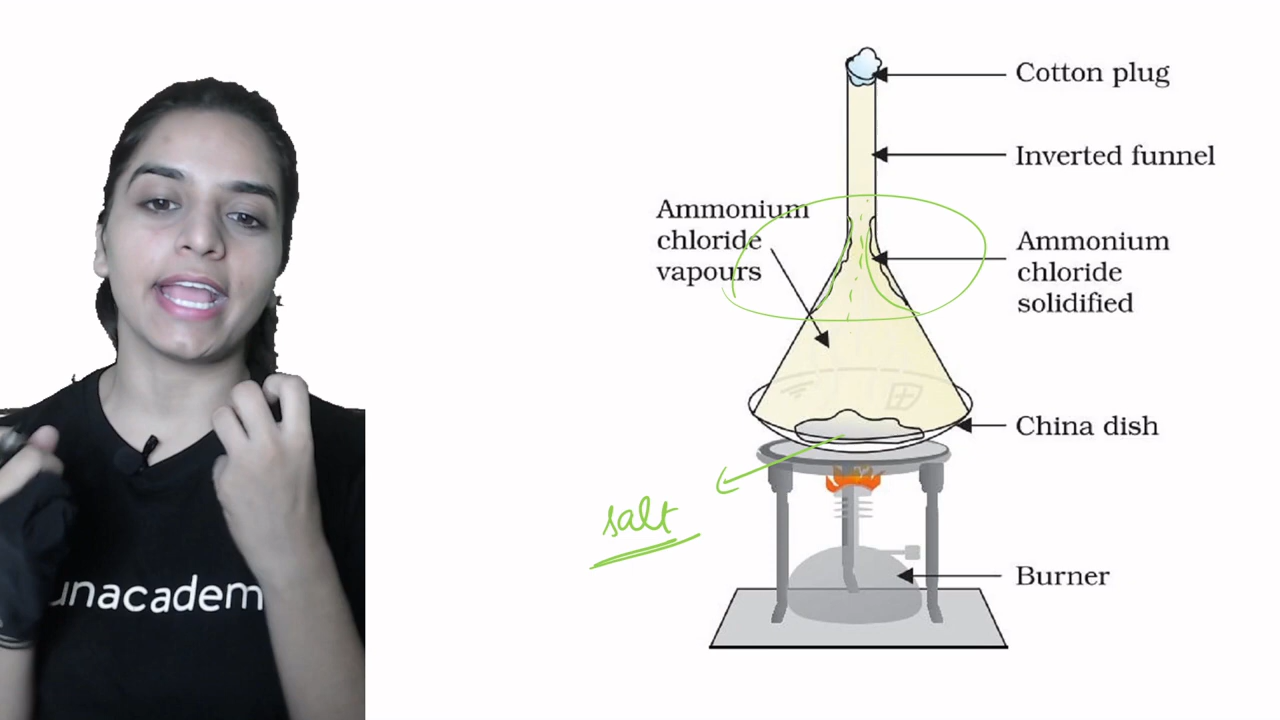 Cotton plug
Inverted funnel
Ammonium
chloride
vapours
Ammonium
chloride
solidified
China dish
salt
Burner
unacadem